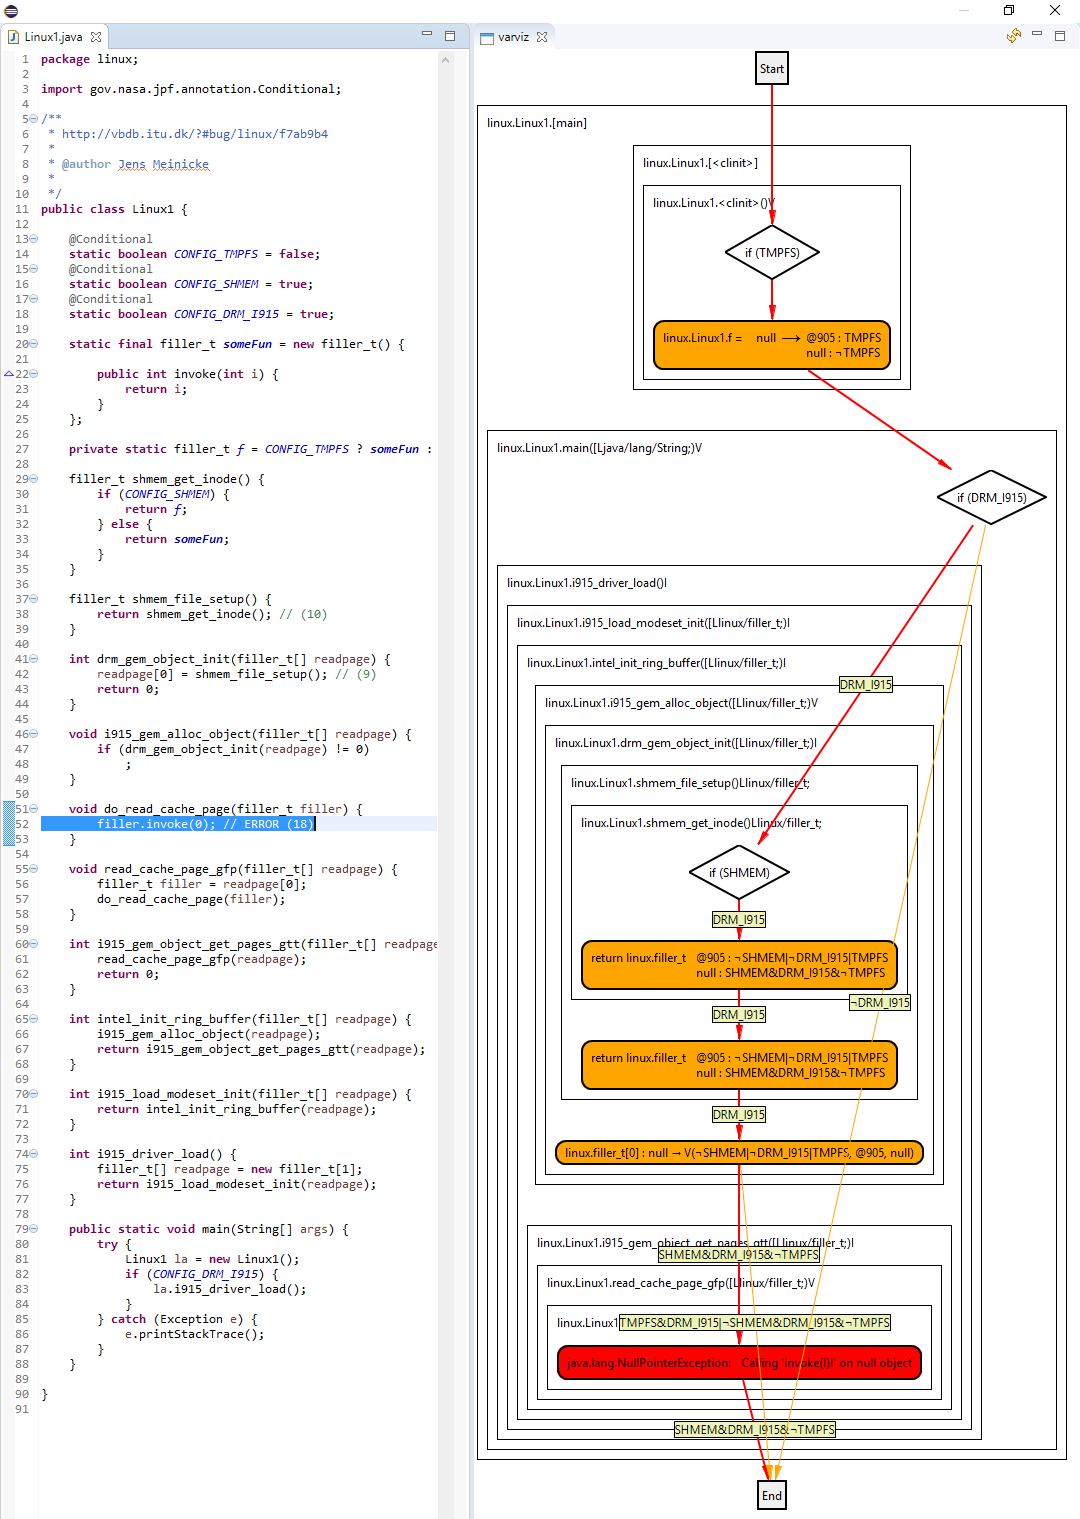 Linux1.java
1 package linux;
2
3 import gov.nasa.jpf.annotation.Conditional;
4
5 /**
6 * http://vbdb.itu.dk/?#bug/linux/f7ab9b4
7 *
8 * @author Jens Meinicke
9 *
10 */
11 public class Linux1 {
12
13 @Conditional
14 static boolean CONFIG_TMPFS = false;
15 @Conditional
16 static boolean CONFIG_SHMEM = true;
17 @Conditional
18 static boolean CONFIG_DRM_I915 = true;
19
20 static final filler_t someFun = new filler_t() {
21
22 public int invoke(int i) {
23 return i;
24 }
25 };
26
27 private static filler_t f = CONFIG_TMPFS ? someFun :
28
29 filler_t shmem_get_inode() {
30 if (CONFIG_SHMEM) {
31 return f;
32 } else {
33 return someFun;
34 }
35 }
36
37 filler_t shmem_file_setup() {
38 return shmem_get_inode(); // (10)
39 }
40
41 int drm_gem_object_init(filler_t[] readpage) {
42 readpage[0] = shmem_file_setup(); // (9)
43 return 0;
44 }
45
46 void i915_gem_alloc_object(filler_t[] readpage) {
47 if (drm_gem_object_init(readpage) != 0)
48 ;
49 }
50
51 void do_read_cache_page(filler_t filler) {
52 filler.invoke(0); // ERROR (18)
53 }
54
55 void read_cache_page_gfp(filler_t[] readpage) {
56 filler_t filler = readpage[0];
57 do_read_cache_page(filler);
58 }
59
60 int i915_gem_object_get_pages_gtt(filler_t[] readpage
61 read_cache_page_gfp(readpage);
62 return 0;
63 }
64
65 int intel_init_ring_buffer(filler_t[] readpage) {
66 i915_gem_alloc_object(readpage);
67 return i915_gem_object_get_pages_gtt(readpage);
68 }
69
70 int i915_load_modeset_init(filler_t[] readpage) {
71 return intel_init_ring_buffer(readpage);
72 }
73
74 int i915_driver_load() {
75 filler_t[] readpage = new filler_t[1];
76 return i915_load_modeset_init(readpage);
77 }
78
79 public static void main(String[] args) {
80 try {
81 Linux1 la = new Linux1();
82 if (CONFIG_DRM_I915) {
83 la.i915_driver_load();
84 }
85 } catch (Exception e) {
86 e.printStackTrace();
87 }
88 }
89
90 }
91
varviz
Start
linux.Linux1.[main]
linux.Linux1.[<clinit>]
linux.Linux1.<clinit>()V
if (TMPFS)
linux.Linux1.f = null → @905 : TMPFS
null : ¬TMPFS
linux.Linux1.main([Ljava/lang/String;)V
if (DRM_I915)
linux.Linux1.i915_driver_load()I
linux.Linux1.i915_load_modeset_init([Llinux/filler_t;)I
linux.Linux1.intel_init_ring_buffer([Llinux/filler_t;)I
DRM_I915
linux.Linux1.i915_gem_alloc_object([Llinux/filler_t;)V
linux.Linux1.drm_gem_object_init([Llinux/filler_t;)I
linux.Linux1.shmem_file_setup()Llinux/filler_t;
linux.Linux1.shmem_get_inode()Llinux/filler_t;
if (SHMEM)
DRM_I915
return linux.filler_t @905 : ¬SHMEM|¬DRM_I915|TMPFS
null : SHMEM&DRM_I915&¬TMPFS
¬DRM_I915
DRM_I915
return linux.filler_t @905 : ¬SHMEM|¬DRM_I915|TMPFS
null : SHMEM&DRM_I915&¬TMPFS
DRM_I915
linux.filler_t[0] : null → V(¬SHMEM|¬DRM_I915|TMPFS, @905, null)
linux.Linux1.i915_gem_object_get_pages_gtt([Llinux/filler_t;)I
SHMEM&DRM_I915&¬TMPFS
linux.Linux1.read_cache_page_gfp([Llinux/filler_t;)V
linux.Linux1
TMPFS&DRM_I915|¬SHMEM&DRM_I915&¬TMPFS
java.lang.NullPointerException: Calling 'invoke(I)I' on null object
SHMEM&DRM_I915&¬TMPFS
End